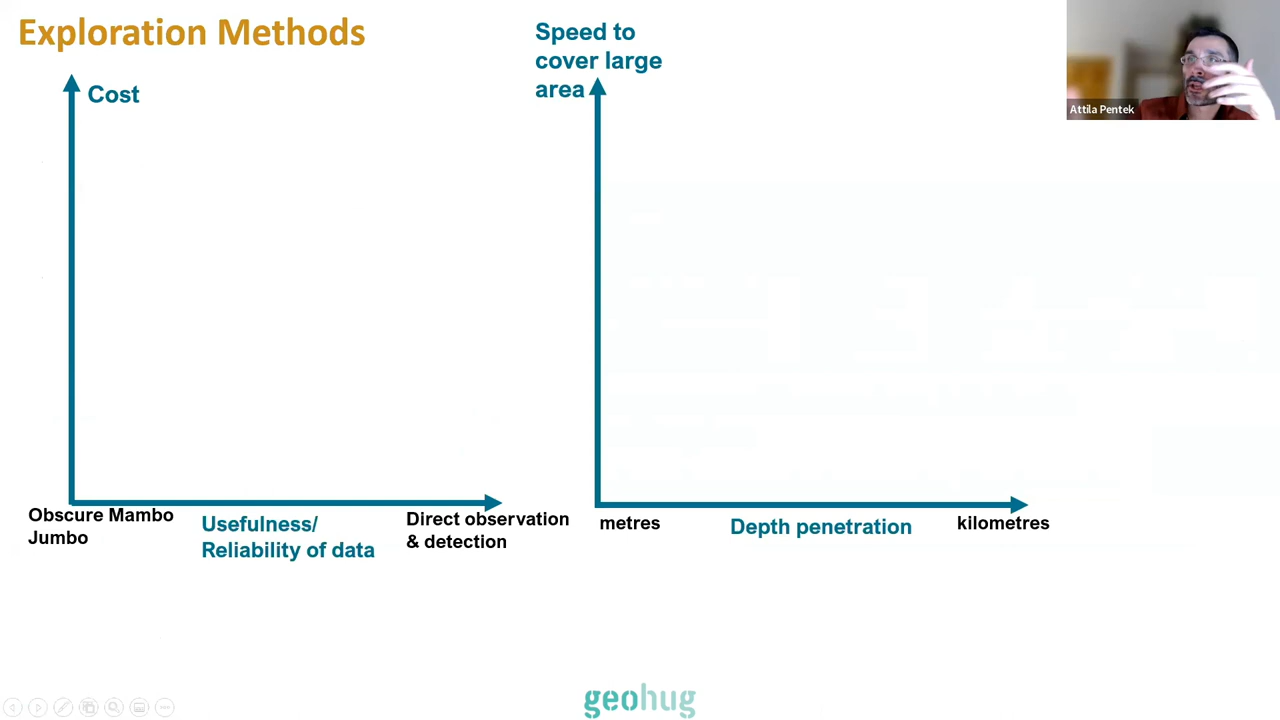 Exploration Methods
Cost
Speed to
cover large
area
Attila Pentek
Obscure Mambo
Jumbo
Usefulness/
Reliability of data
Direct observation
& detection
metres
Depth penetration
kilometres
geohug